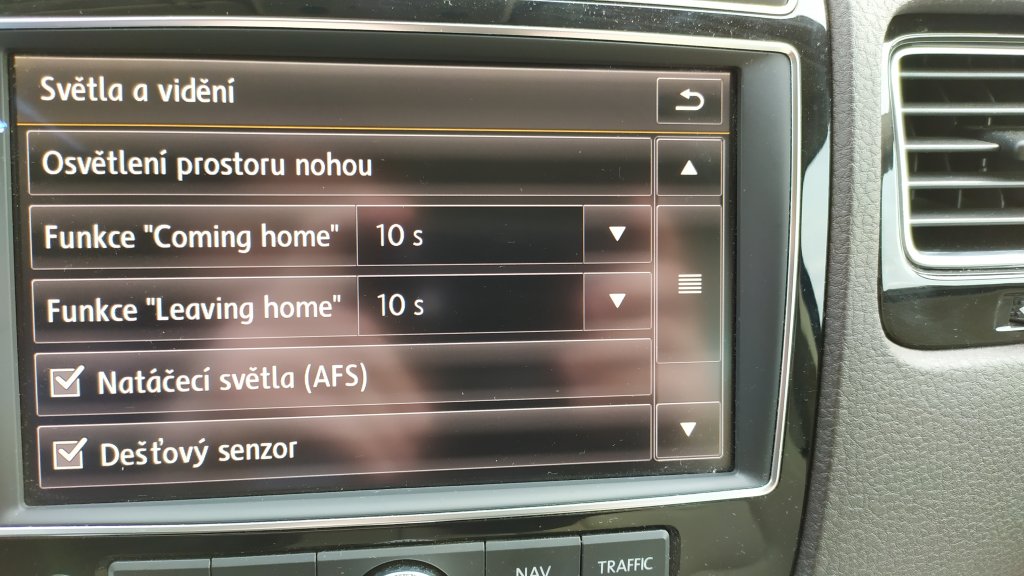 Světla a vidění
Osvětlení prostoru nohou
Funkce "Coming home" 10 s
Funkce "Leaving home" 10 s
Natáčecí světla (AFS)
Dešťový senzor
NAV TRAFFIC